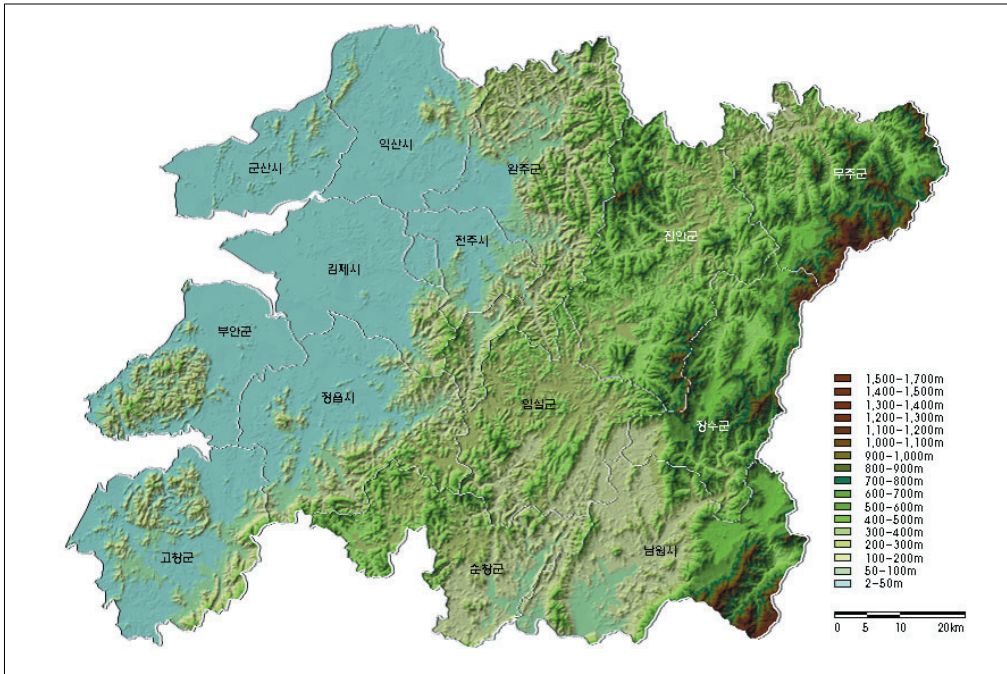 군산시
익산시
완주군
무주군
전주시
진안군
김제시
부안군
정읍시
임실군
장수군
고창군
순창군
남원시
1,500-1,700m
1,400-1,500m
1,300-1,400m
1,200-1,300m
1,100-1,200m
1,000-1,100m
900-1,000m
800-900m
700-800m
600-700m
500-600m
400-500m
300-400m
200-300m
100-200m
50-100m
2-50m
0 5 10 20km